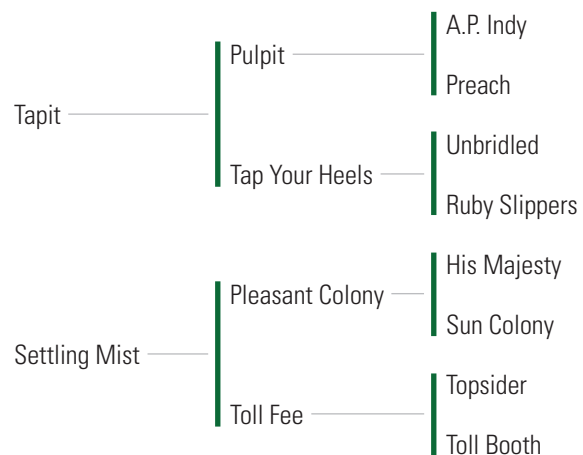 A.P. Indy
Pulpit
Preach
Tapit
Unbridled
Tap Your Heels
Ruby Slippers
His Majesty
Pleasant Colony
Sun Colony
Settling Mist
Topsider
Toll Fee
Toll Booth